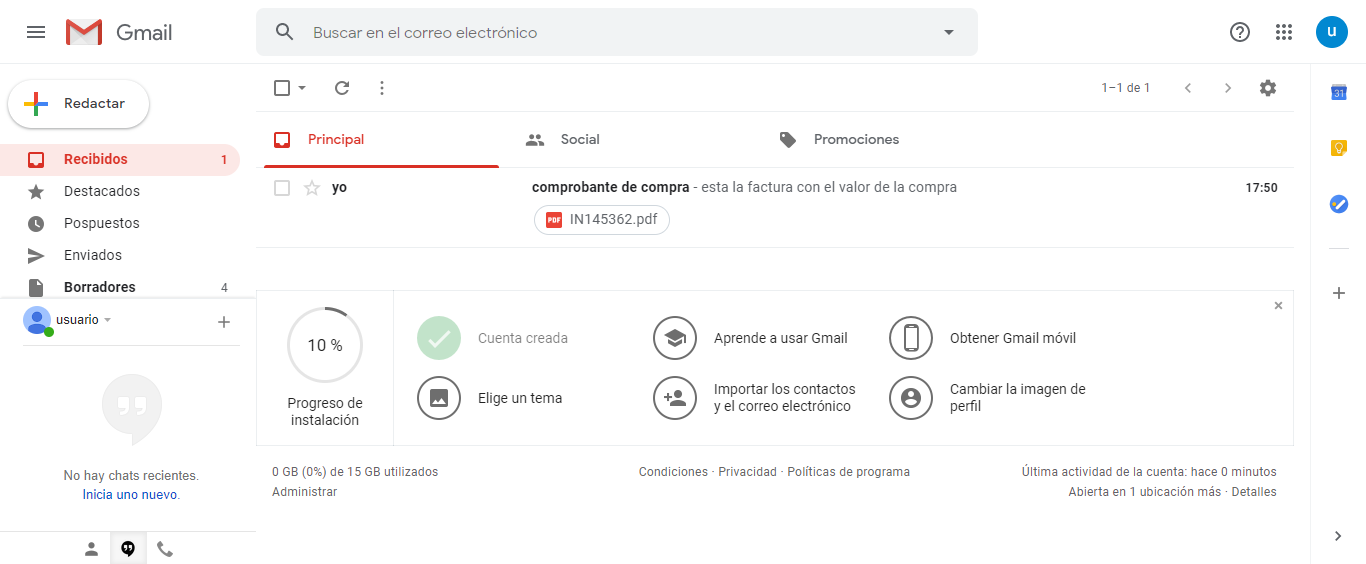 Gmail
Buscar en el correo electrónico
u
Redactar
1–1 de 1
31
Principal
Social
Promociones
Recibidos 1
Destacados
Pospuestos
Enviados
Borradores 4
yo comprobante de compra - esta la factura con el valor de la compra 17:50
PDF IN145362.pdf
usuario
No hay chats recientes.
Inicia uno nuevo.
10 %
Progreso de
instalación
Cuenta creada
Aprende a usar Gmail
Obtener Gmail móvil
Elige un tema
Importar los contactos
y el correo electrónico
Cambiar la imagen de
perfil
0 GB (0%) de 15 GB utilizados
Administrar
Condiciones · Privacidad · Políticas de programa
Última actividad de la cuenta: hace 0 minutos
Abierta en 1 ubicación más · Detalles